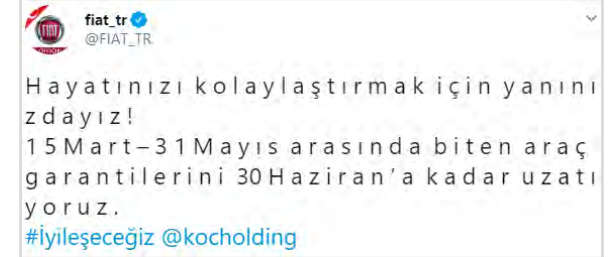 fiat_tr
@FIAT_TR
Hayatınızı kolaylaştırmak için yanını
zdayız!
15 Mart–31 Mayıs arasında biten araç
garantilerini 30 Haziran’a kadar uzatı
yoruz.
#İyileşeceğiz @kocholding